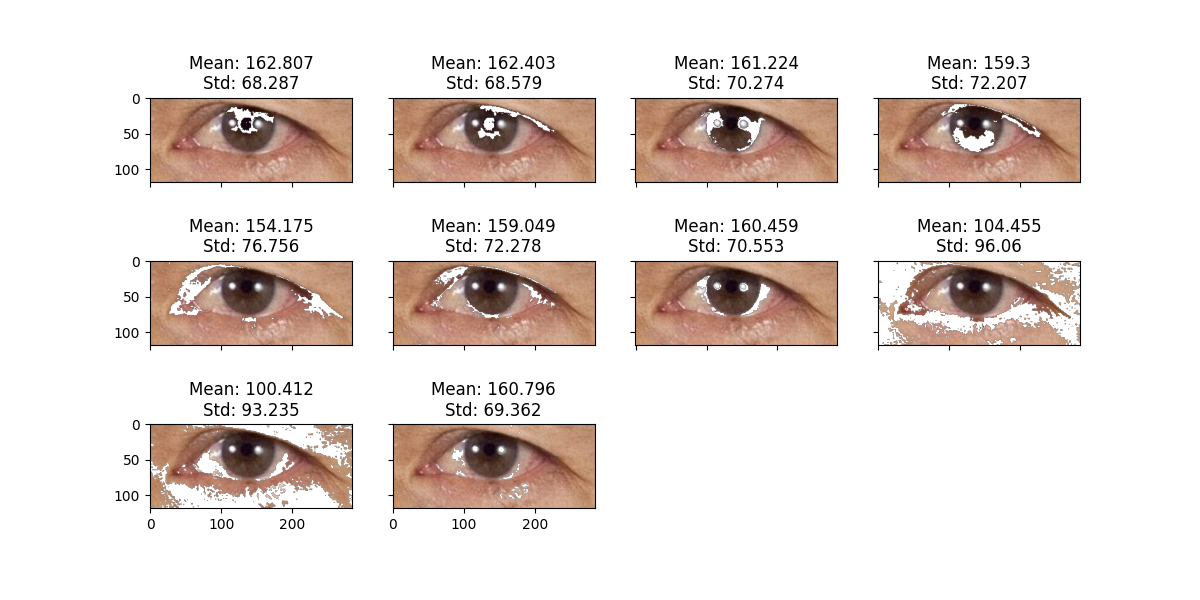 Mean: 162.807
Std: 68.287
Mean: 162.403
Std: 68.579
Mean: 161.224
Std: 70.274
Mean: 159.3
Std: 72.207
0
50
100
Mean: 154.175
Std: 76.756
Mean: 159.049
Std: 72.278
Mean: 160.459
Std: 70.553
Mean: 104.455
Std: 96.06
0
50
100
Mean: 100.412
Std: 93.235
Mean: 160.796
Std: 69.362
0
50
100
0 100 200
0 100 200